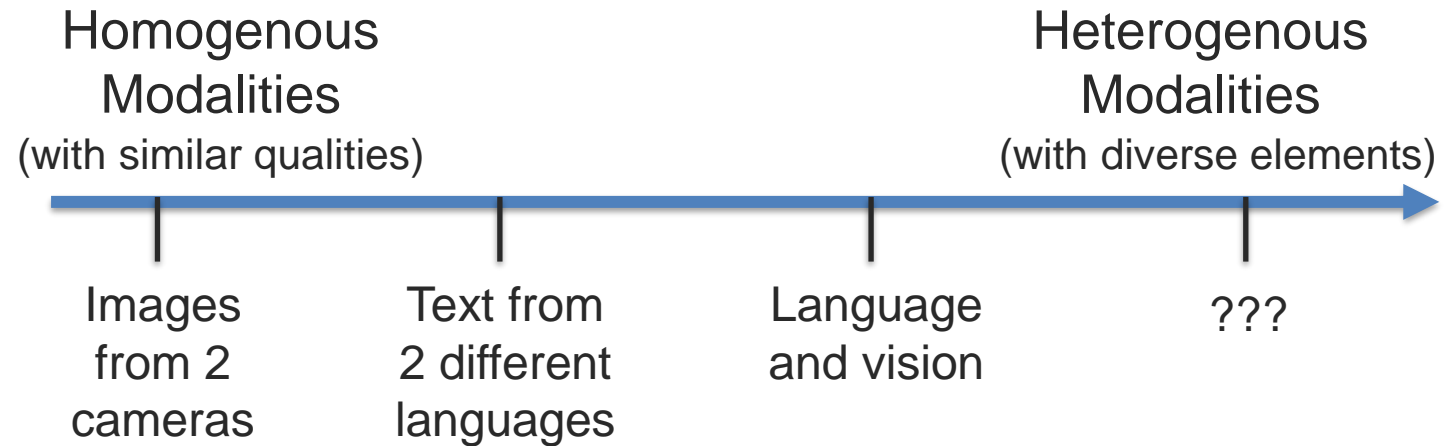 Homogenous
Modalities
(with similar qualities)
Heterogenous
Modalities
(with diverse elements)
Images
from 2
cameras
Text from
2 different
languages
Language
and vision
???